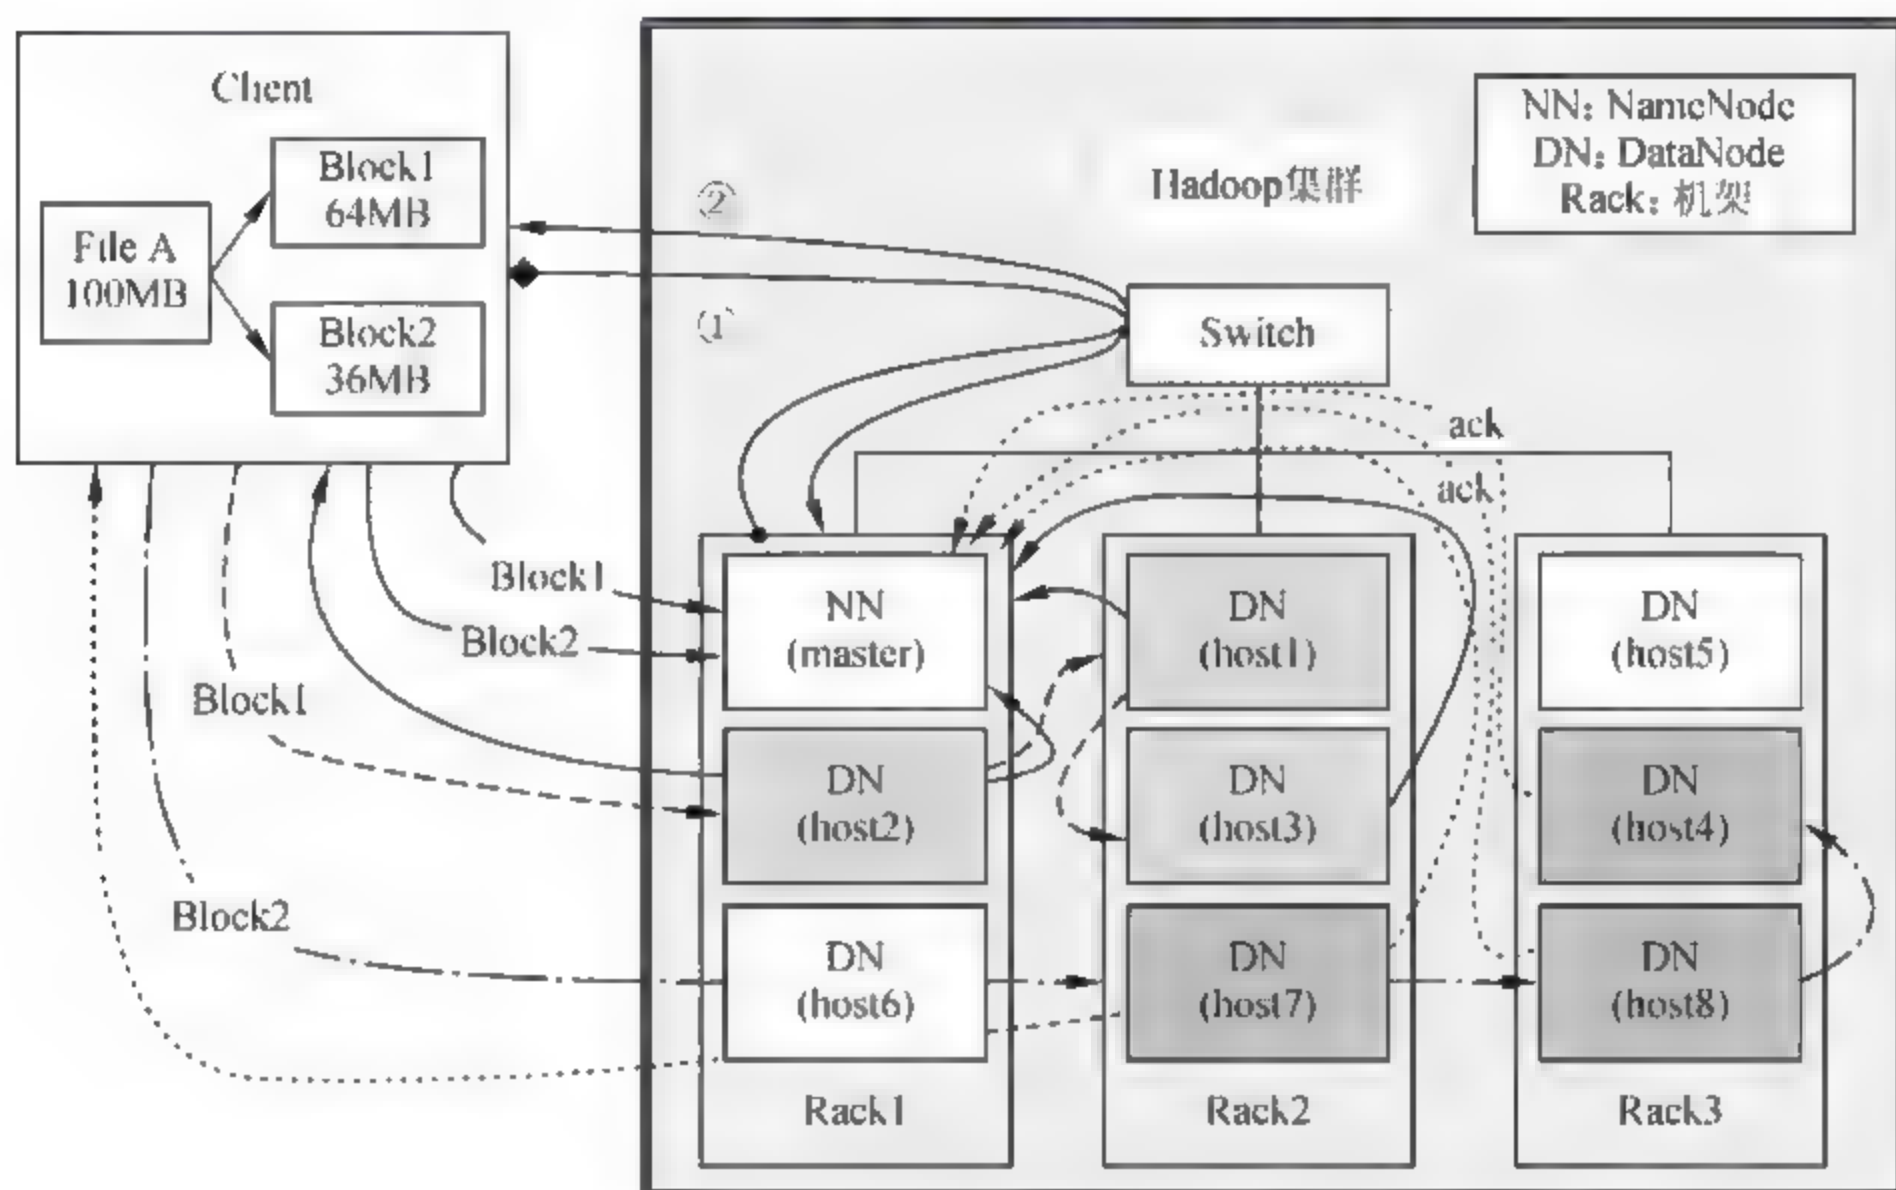 Client
File A
100MB
Block1
64MB
Block2
36MB
②
①
Hadoop集群
NN: NameNode
DN: DataNode
Rack: 机架
Switch
ack
ack
Block1
Block2
Block1
Block2
NN
(master)
DN
(host2)
DN
(host6)
Rack1
DN
(host1)
DN
(host3)
DN
(host7)
Rack2
DN
(host5)
DN
(host4)
DN
(host8)
Rack3